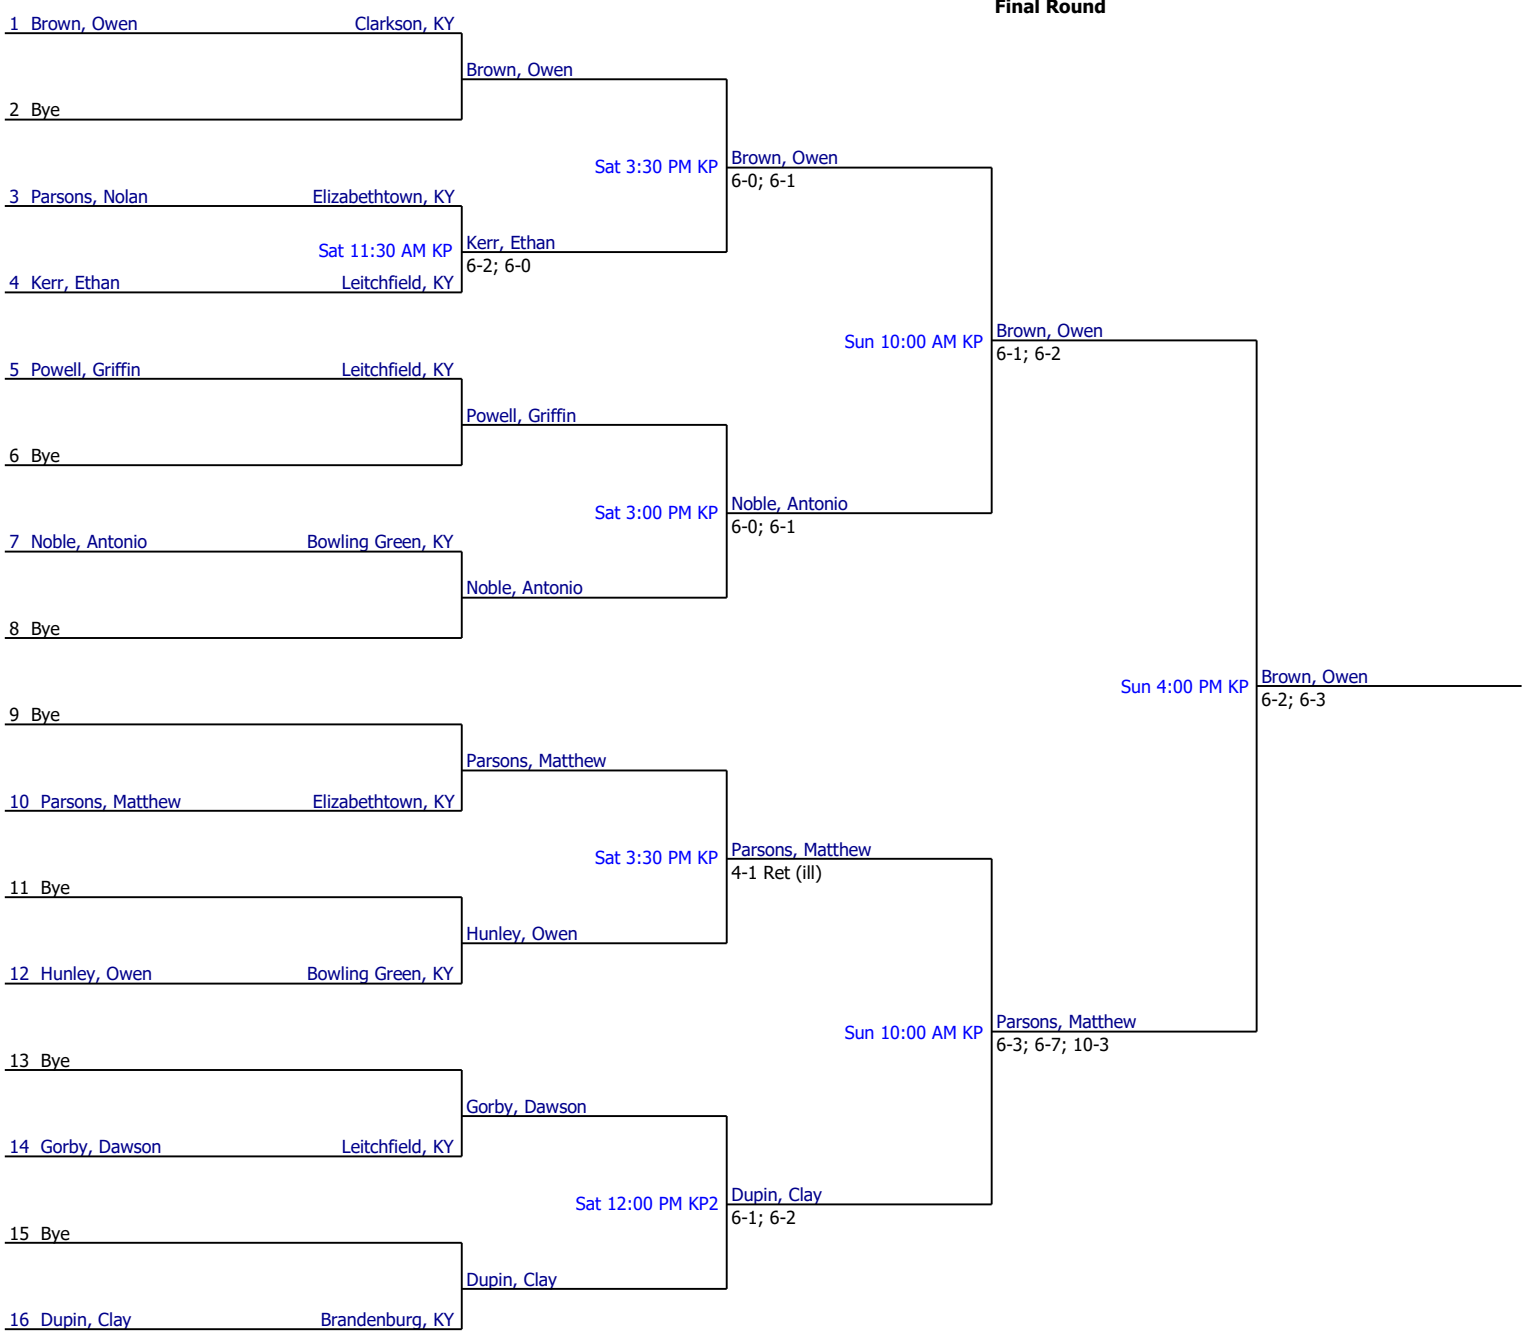 Final Round
1 Brown, Owen Clarkson, KY
Brown, Owen
2 Bye
Sat 3:30 PM KP Brown, Owen
6-0; 6-1
3 Parsons, Nolan Elizabethtown, KY
Sat 11:30 AM KP Kerr, Ethan
6-2; 6-0
4 Kerr, Ethan Leitchfield, KY
Sun 10:00 AM KP Brown, Owen
6-1; 6-2
5 Powell, Griffin Leitchfield, KY
Powell, Griffin
6 Bye
Sat 3:00 PM KP Noble, Antonio
6-0; 6-1
7 Noble, Antonio Bowling Green, KY
Noble, Antonio
8 Bye
Sun 4:00 PM KP Brown, Owen
6-2; 6-3
9 Bye
Parsons, Matthew
10 Parsons, Matthew Elizabethtown, KY
Sat 3:30 PM KP Parsons, Matthew
4-1 Ret (ill)
11 Bye
Hunley, Owen
12 Hunley, Owen Bowling Green, KY
Sun 10:00 AM KP Parsons, Matthew
6-3; 6-7; 10-3
13 Bye
Gorby, Dawson
14 Gorby, Dawson Leitchfield, KY
Sat 12:00 PM KP2 Dupin, Clay
6-1; 6-2
15 Bye
Dupin, Clay
16 Dupin, Clay Brandenburg, KY